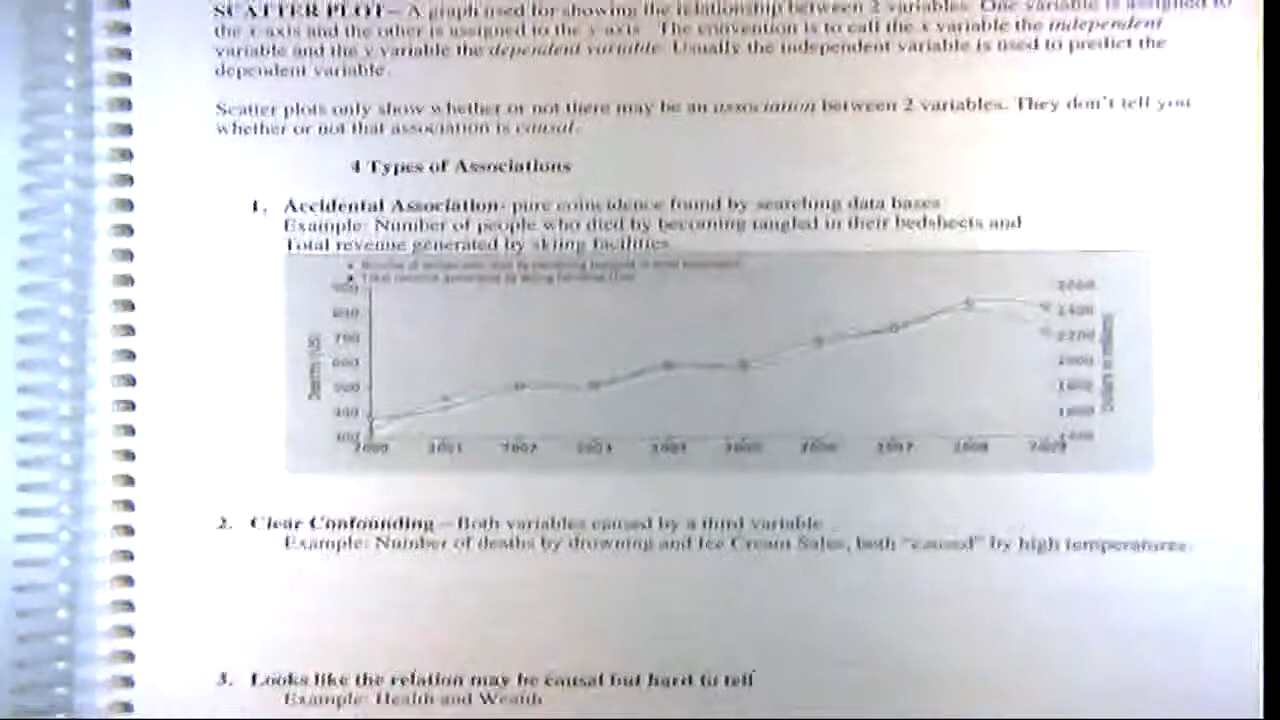 SCATTER PLOT – A graph used for showing the relationship between 2 variables. One variable is assigned to
the x-axis and the other is assigned to the y-axis. The convention is to call the x variable the independent
variable and the y variable the dependent variable. Usually the independent variable is used to predict the
dependent variable.
Scatter plots only show whether or not there may be an association between 2 variables. They don't tell you
whether or not that association is causal.
4 Types of Associations
1. Accidental Association- pure coincidence found by searching data bases
Example: Number of people who died by becoming tangled in their bedsheets and
Total revenue generated by skiing facilities
800
700
600
500
400
Deaths (US)
2000 2001 2002 2003 2004 2005 2006 2007 2008 2009
2. Clear Confounding – Both variables caused by a third variable
Example: Number of deaths by drowning and Ice Cream Sales, both "caused" by high temperatures.
3. Looks like the relation may be causal but hard to tell
Example: Health and Wealth